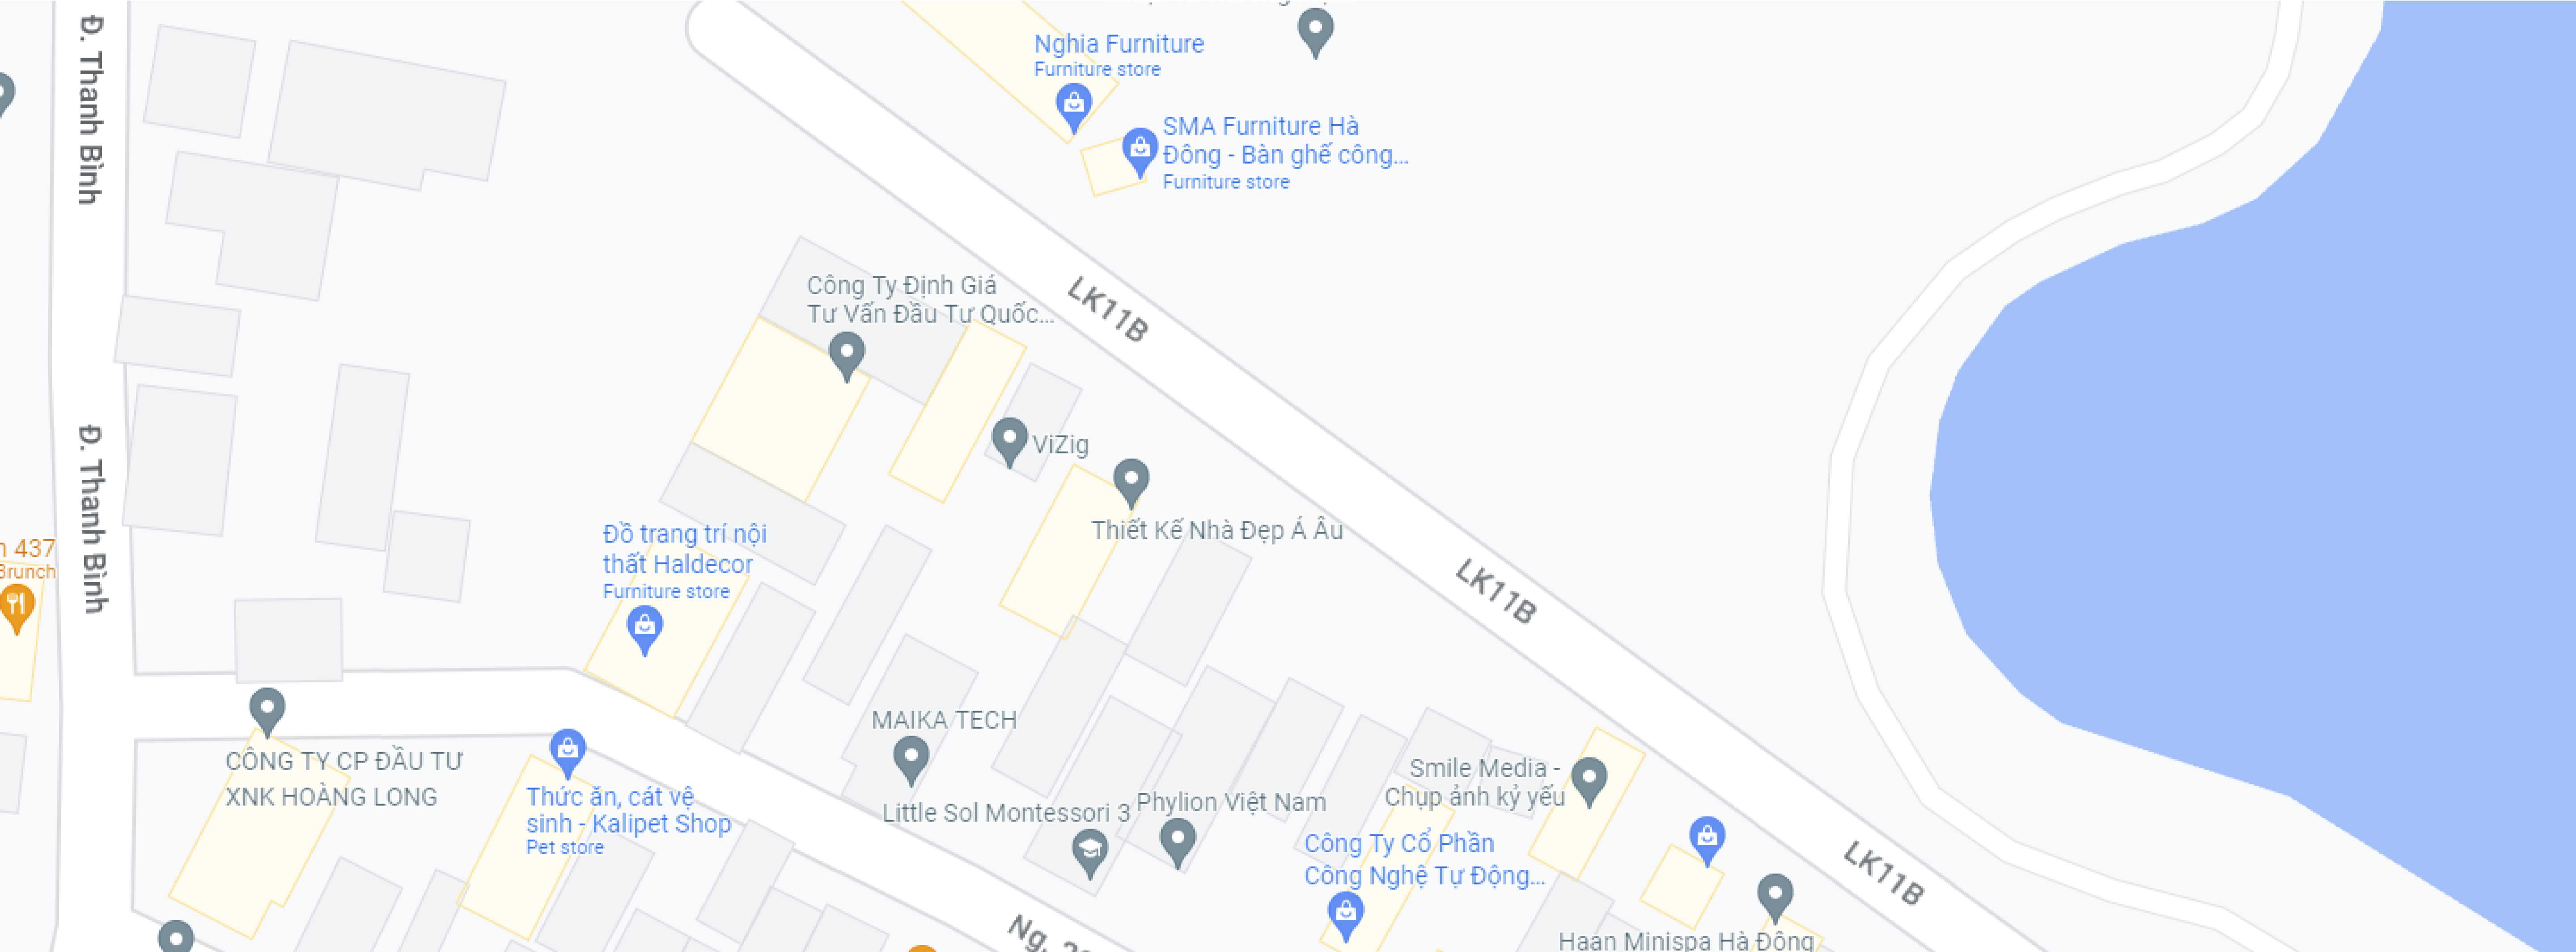 Đ. Thanh Bình
Nghia Furniture
Furniture store
SMA Furniture Hà
Đông - Bàn ghế công...
Furniture store
Công Ty Định Giá
Tư Vấn Đầu Tư Quốc...
LK11B
ViZig
Đ. Thanh Bình
Thiết Kế Nhà Đẹp Á Âu
Đồ trang trí nội
thất Haldecor
Furniture store
437
Brunch
LK11B
MAIKA TECH
CÔNG TY CP ĐẦU TƯ
XNK HOÀNG LONG
Thức ăn, cát vệ
sinh - Kalipet Shop
Pet store
Little Sol Montessori 3
Phylion Việt Nam
Smile Media -
Chụp ảnh kỷ yếu
Công Ty Cổ Phần
Công Nghệ Tự Động...
LK11B
Ng.
Haan Minispa Hà Đông